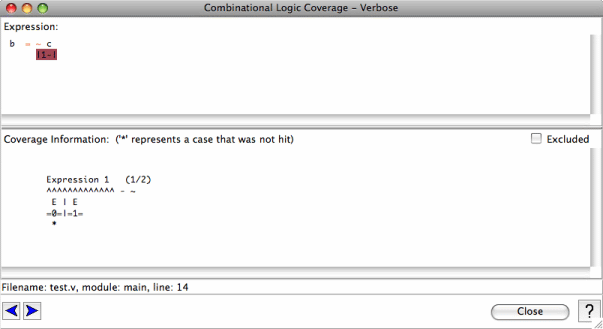 Combinational Logic Coverage – Verbose
Expression:
b = ~ c
|1-|
Coverage Information: ('*' represents a case that was not hit)
Excluded
Expression 1 (1/2)
^^^^^^^^^^^^^ - ~
E | E
=0=|=1=
*
Filename: test.v, module: main, line: 14
Close
?